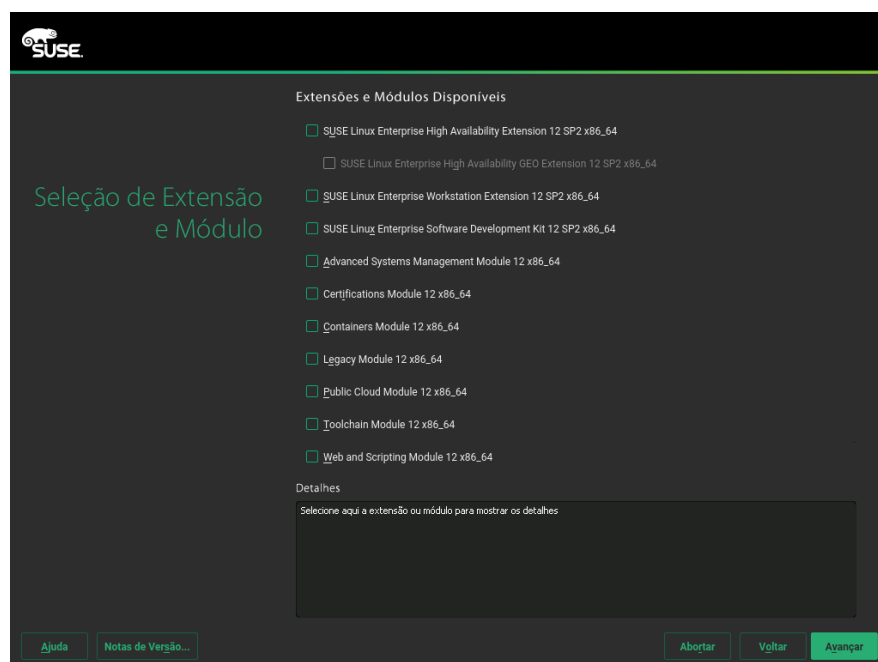 SUSE.
Extensões e Módulos Disponíveis
SUSE Linux Enterprise High Availability Extension 12 SP2 x86_64
SUSE Linux Enterprise High Availability GEO Extension 12 SP2 x86_64
Seleção de Extensão
e Módulo
SUSE Linux Enterprise Workstation Extension 12 SP2 x86_64
SUSE Linux Enterprise Software Development Kit 12 SP2 x86_64
Advanced Systems Management Module 12 x86_64
Certifications Module 12 x86_64
Containers Module 12 x86_64
Legacy Module 12 x86_64
Public Cloud Module 12 x86_64
Toolchain Module 12 x86_64
Web and Scripting Module 12 x86_64
Detalhes
Selecione aqui a extensão ou módulo para mostrar os detalhes
Ajuda Notas de Versão... Abortar Voltar Avançar